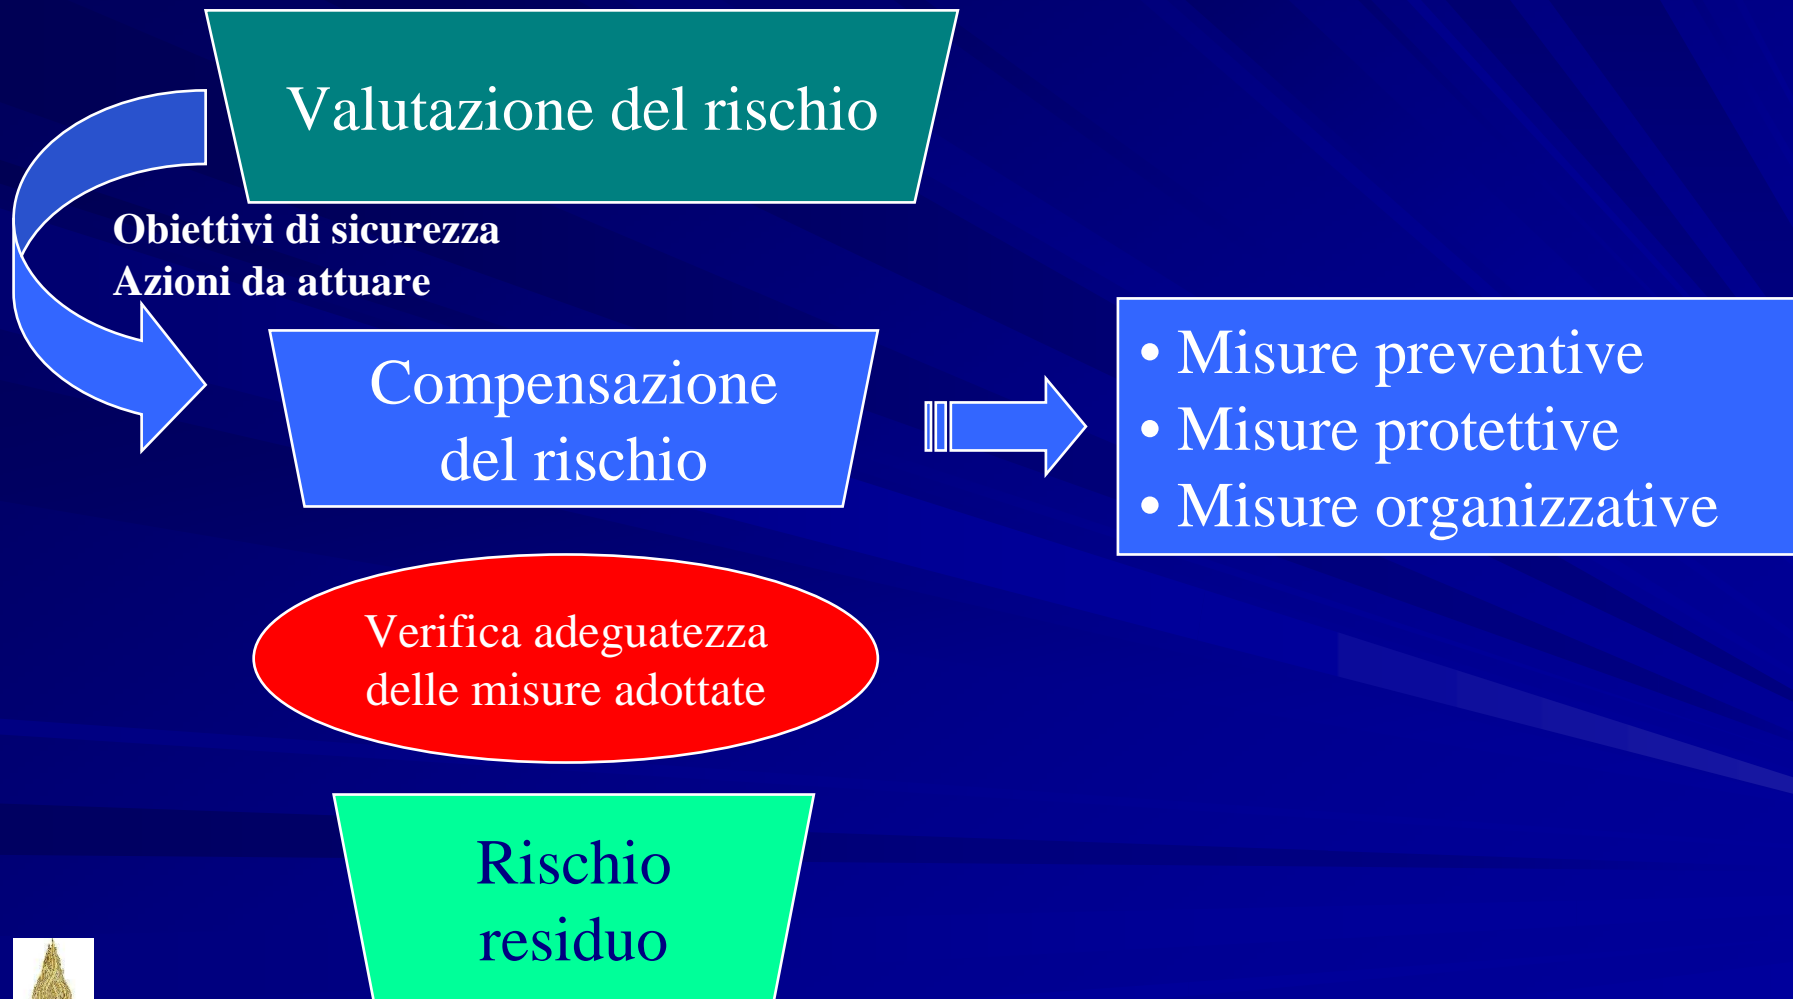 Valutazione del rischio
Obiettivi di sicurezza
Azioni da attuare
Compensazione
del rischio
• Misure preventive
• Misure protettive
• Misure organizzative
Verifica adeguatezza
delle misure adottate
Rischio
residuo